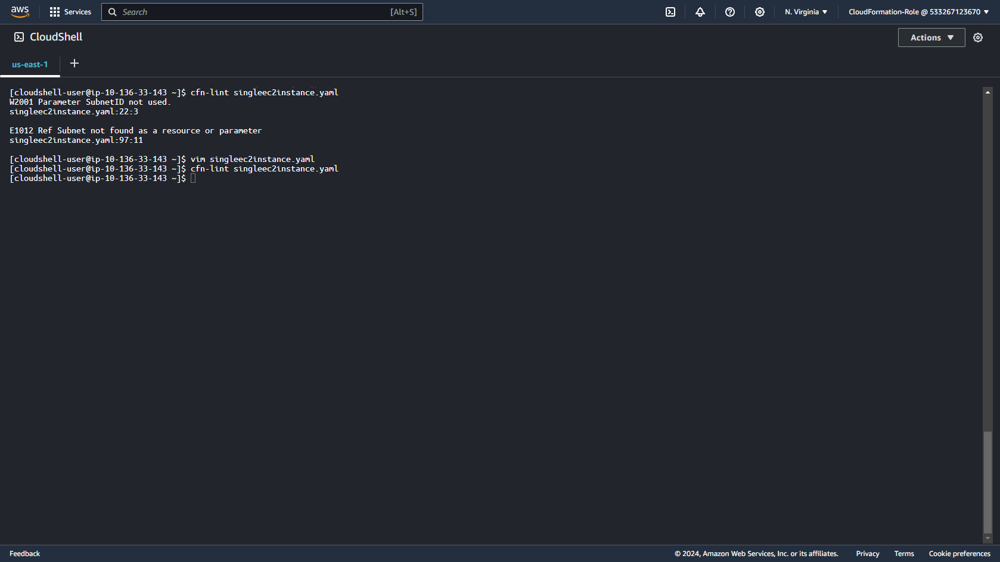 aws
Services
Search
[Alt+S]
N. Virginia
CloudFormation-Role @ 533267123670
CloudShell
Actions
us-east-1
[cloudshell-user@ip-10-136-33-143 ~]$ cfn-lint singleec2instance.yaml
W2001 Parameter SubnetID not used.
singleec2instance.yaml:22:3
E1012 Ref Subnet not found as a resource or parameter
singleec2instance.yaml:97:11
[cloudshell-user@ip-10-136-33-143 ~]$ vim singleec2instance.yaml
[cloudshell-user@ip-10-136-33-143 ~]$ cfn-lint singleec2instance.yaml
[cloudshell-user@ip-10-136-33-143 ~]$
Feedback
© 2024, Amazon Web Services, Inc. or its affiliates.
Privacy
Terms
Cookie preferences